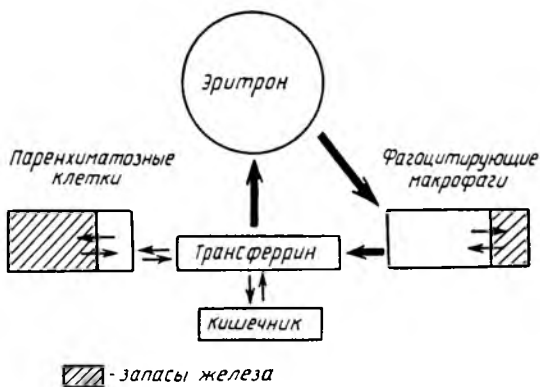 Эритрон
Паренхиматозные
клетки
Фагоцитирующие
макрофаги
Трансферрин
кишечник
- запасы железа